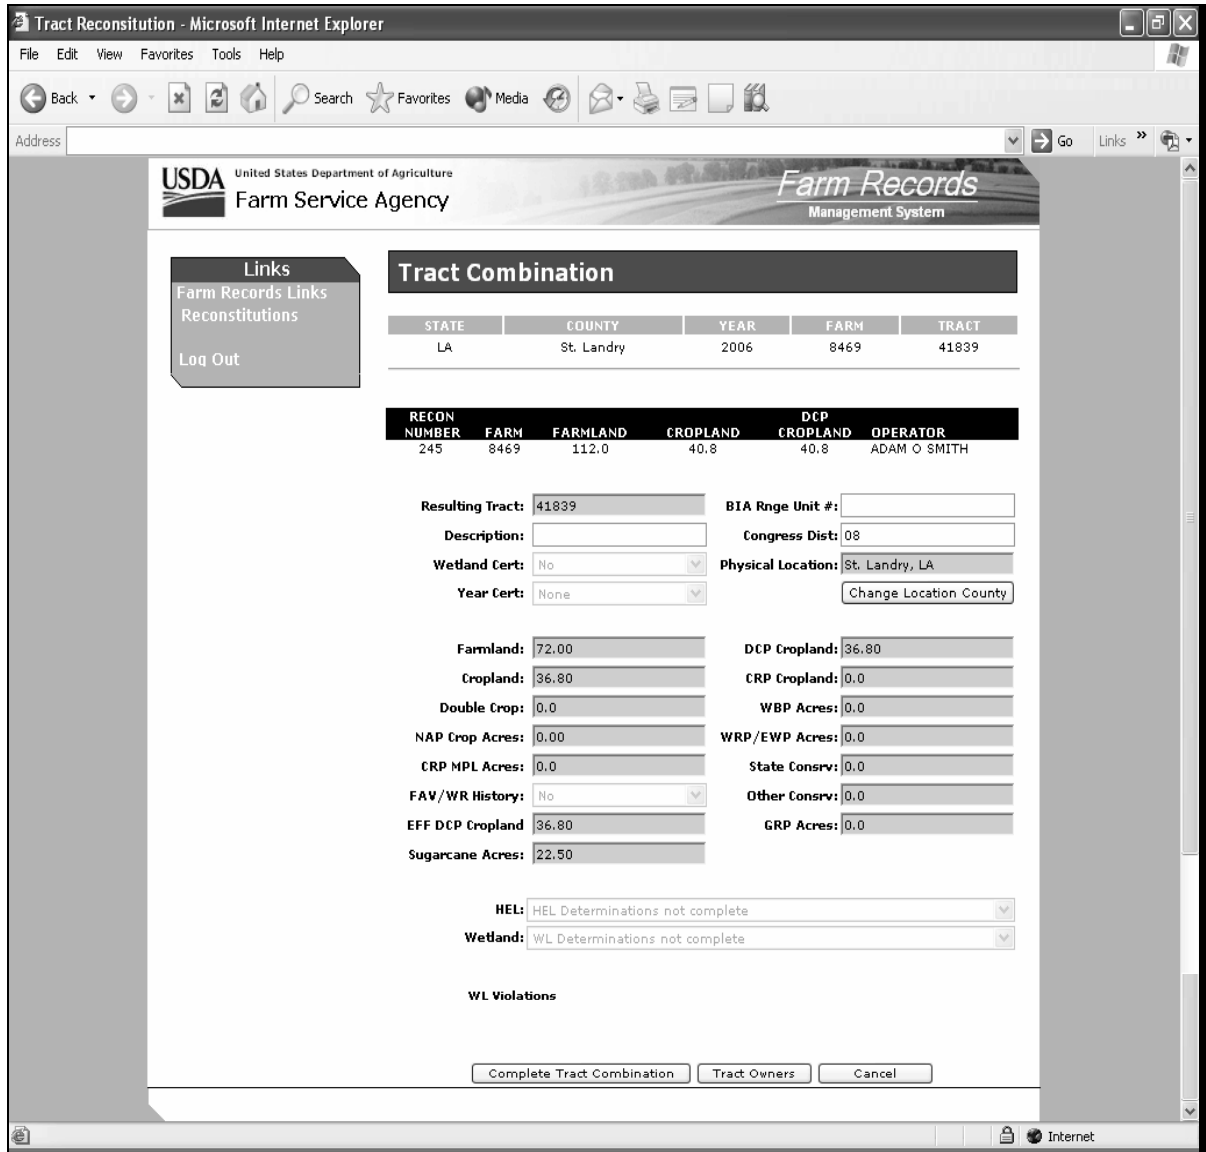 Tract Reconsitution - Microsoft Internet Explorer
File Edit View Favorites Tools Help
Back Search Favorites Media
Address Go Links »
USDA United States Department of Agriculture
Farm Service Agency
Farm Records
Management System
Links
Farm Records Links
Reconstitutions
Log Out
Tract Combination
STATE COUNTY YEAR FARM TRACT
LA St. Landry 2006 8469 41839
RECON NUMBER FARM FARMLAND CROPLAND DCP CROPLAND OPERATOR
245 8469 112.0 40.8 40.8 ADAM O SMITH
Resulting Tract: 41839 BIA Rnge Unit #:
Description: Congress Dist: 08
Wetland Cert: No Physical Location: St. Landry, LA
Year Cert: None Change Location County
Farmland: 72.00 DCP Cropland: 36.80
Cropland: 36.80 CRP Cropland: 0.0
Double Crop: 0.0 WBP Acres: 0.0
NAP Crop Acres: 0.00 WRP/EWP Acres: 0.0
CRP MPL Acres: 0.0 State Consrv: 0.0
FAV/WR History: No Other Consrv: 0.0
EFF DCP Cropland 36.80 GRP Acres: 0.0
Sugarcane Acres: 22.50
HEL: HEL Determinations not complete
Wetland: WL Determinations not complete
WL Violations
Complete Tract Combination Tract Owners Cancel
Internet